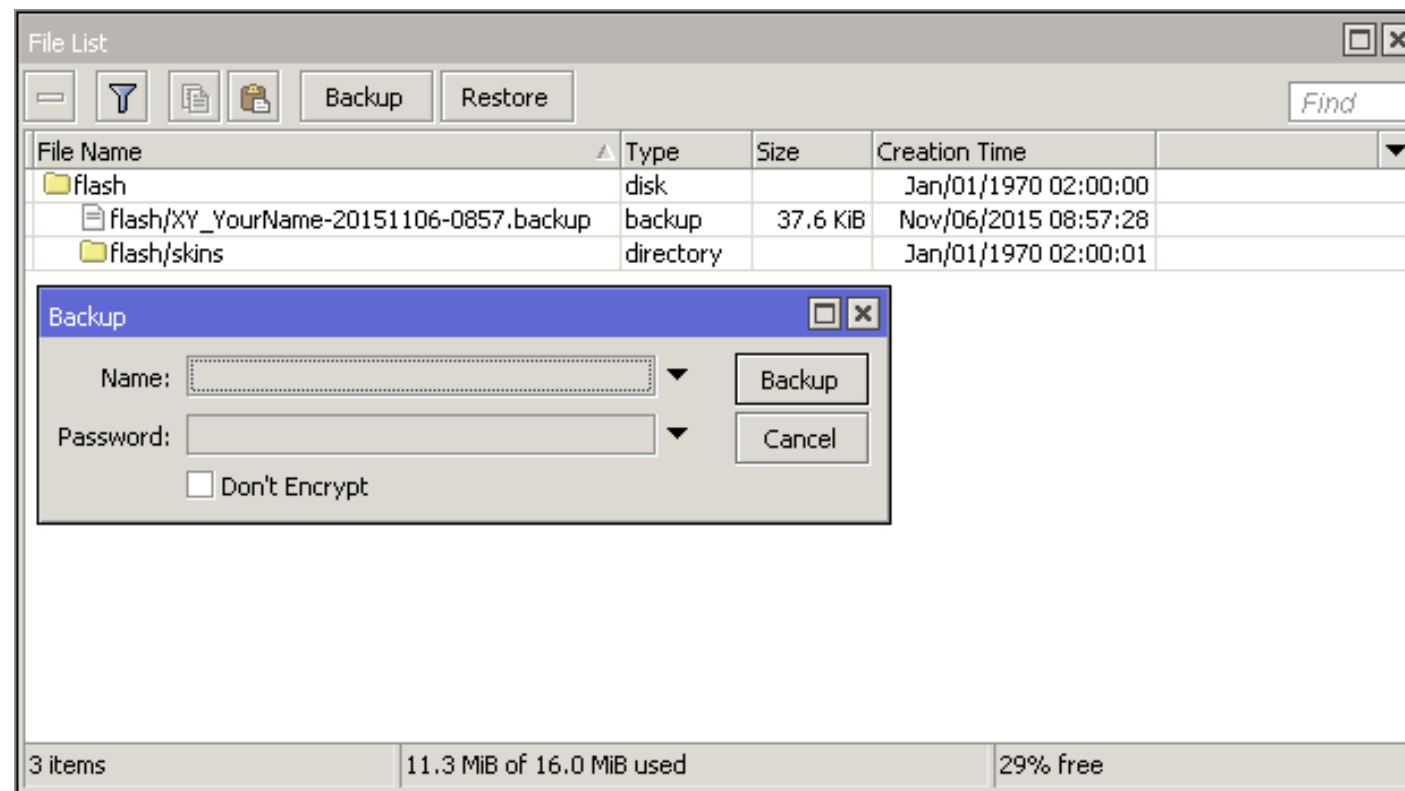 File List
Backup Restore Find
File Name Type Size Creation Time
flash disk Jan/01/1970 02:00:00
flash/XY_YourName-20151106-0857.backup backup 37.6 KiB Nov/06/2015 08:57:28
flash/skins directory Jan/01/1970 02:00:01
Backup
Name: Backup
Password: Cancel
Don't Encrypt
3 items 11.3 MiB of 16.0 MiB used 29% free